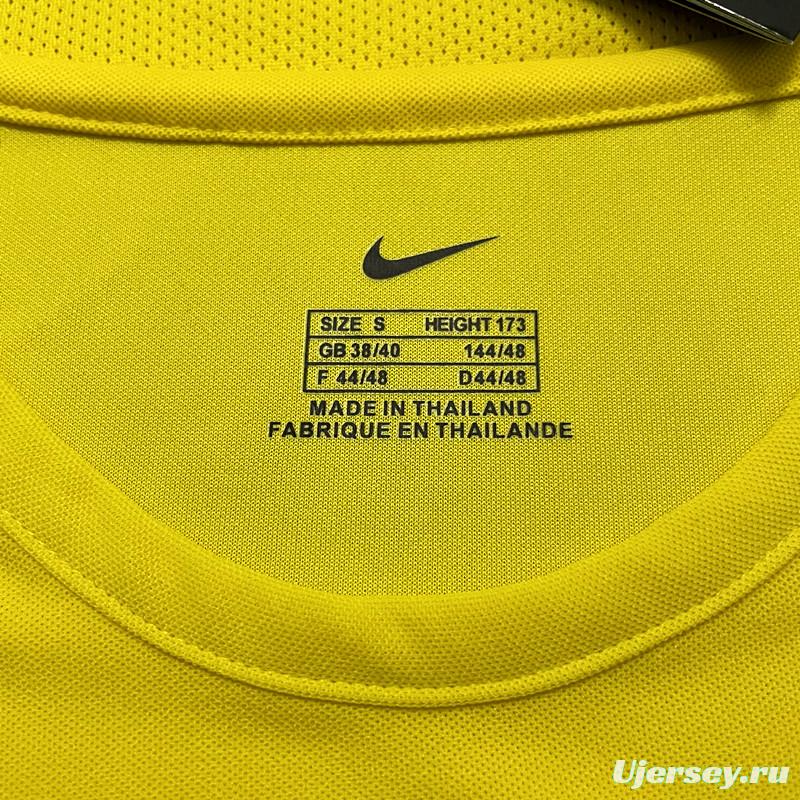 SIZE S HEIGHT 173
GB 38/40 144/48
F 44/48 D44/48
MADE IN THAILAND
FABRIQUE EN THAILANDE
Ujersey.ru